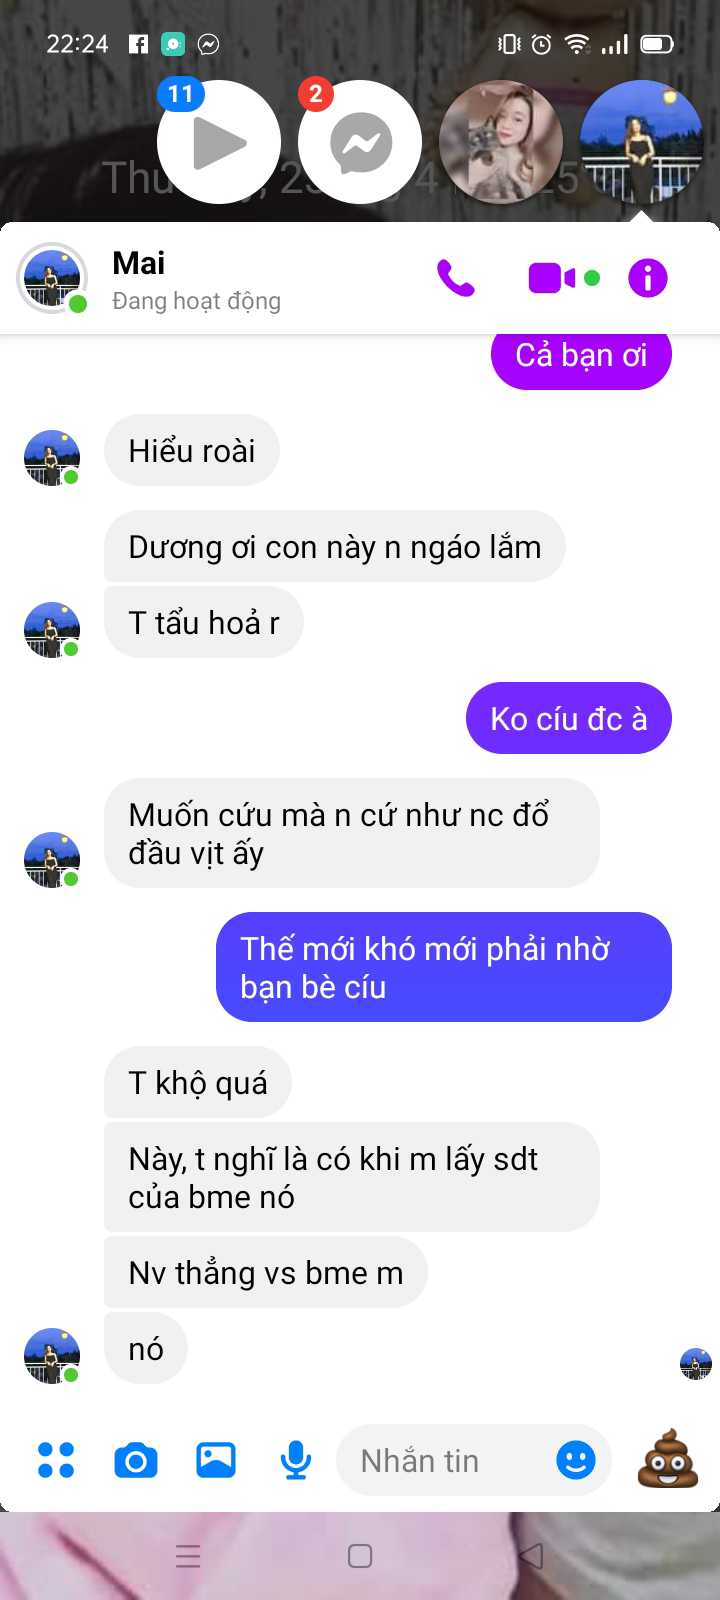 22:24
11
2
Mai
Đang hoạt động
Cả bạn ơi
Hiểu roài
Dương ơi con này n ngáo lắm
T tẩu hoả r
Ko cíu đc à
Muốn cứu mà n cứ như nc đổ
đầu vịt ấy
Thế mới khó mới phải nhờ
bạn bè cíu
T khộ quá
Này, t nghĩ là có khi m lấy sdt
của bme nó
Nv thẳng vs bme m
nó
Nhắn tin